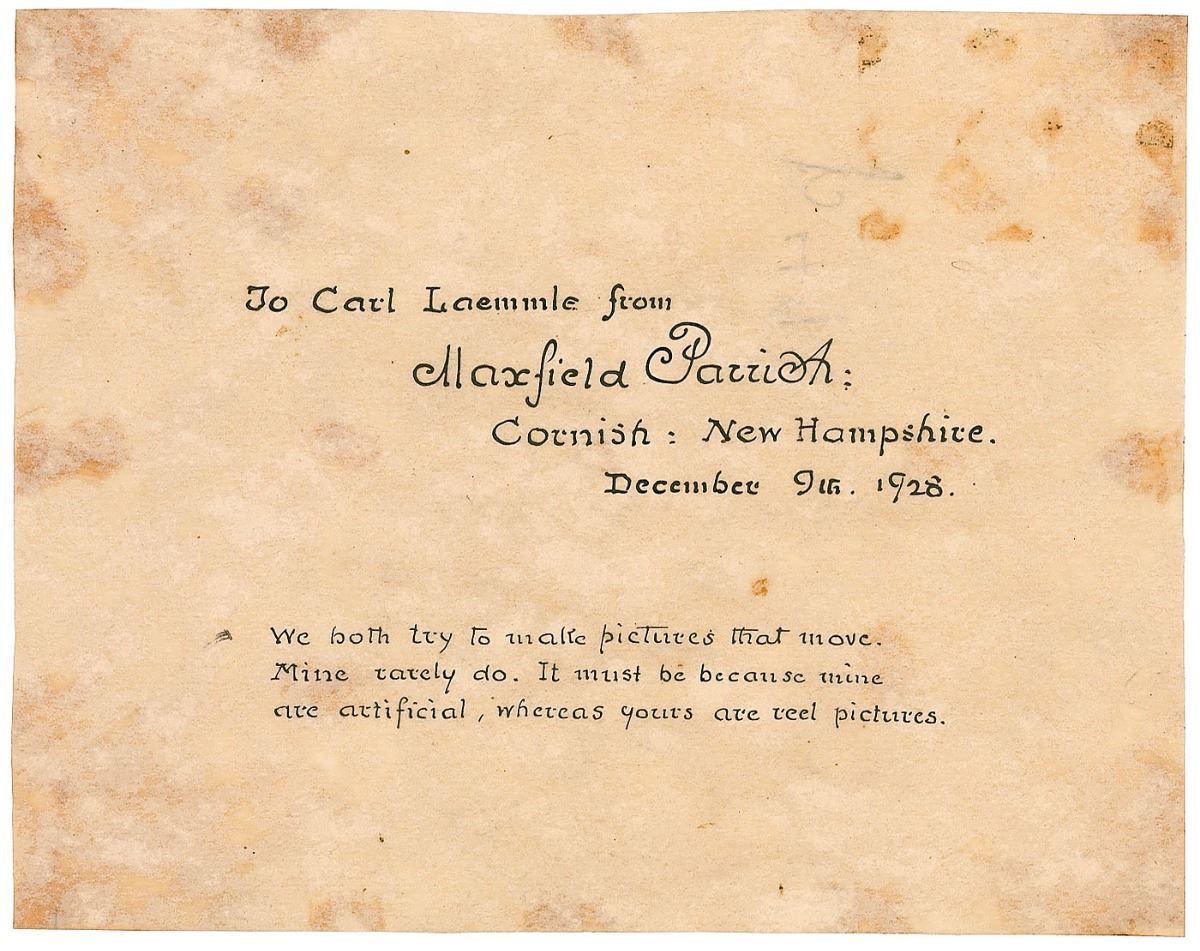 To Carl Laemmle from
Maxfield Parrish:
Cornish: New Hampshire.
December 9th. 1928.
We both try to make pictures that move.
Mine rarely do. It must be because mine
are artificial, whereas yours are reel pictures.